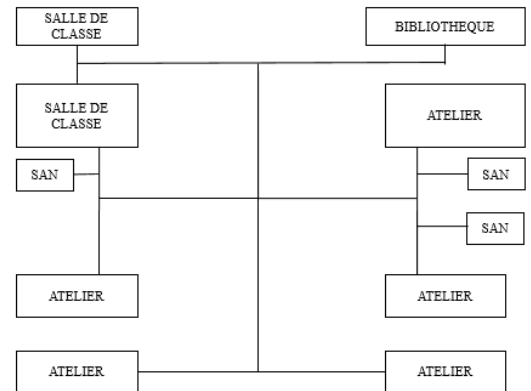 SALLE DE
CLASSE
BIBLIOTHEQUE
SALLE DE
CLASSE
ATELIER
SAN
SAN
SAN
ATELIER
ATELIER
ATELIER
ATELIER